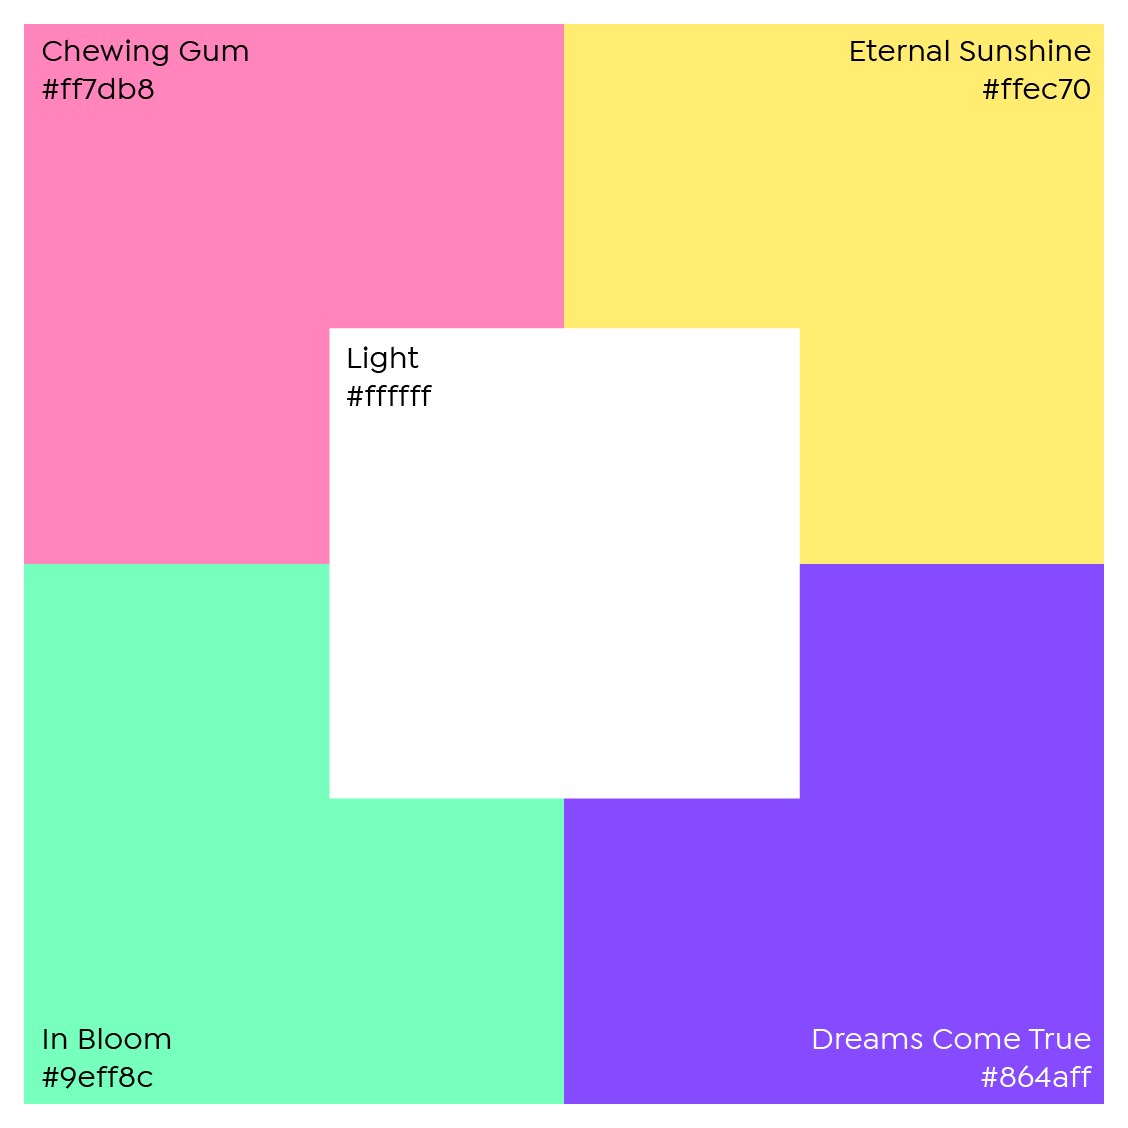 Chewing Gum
#ff7db8
Eternal Sunshine
#ffec70
Light
#ffffff
In Bloom
#9eff8c
Dreams Come True
#864aff